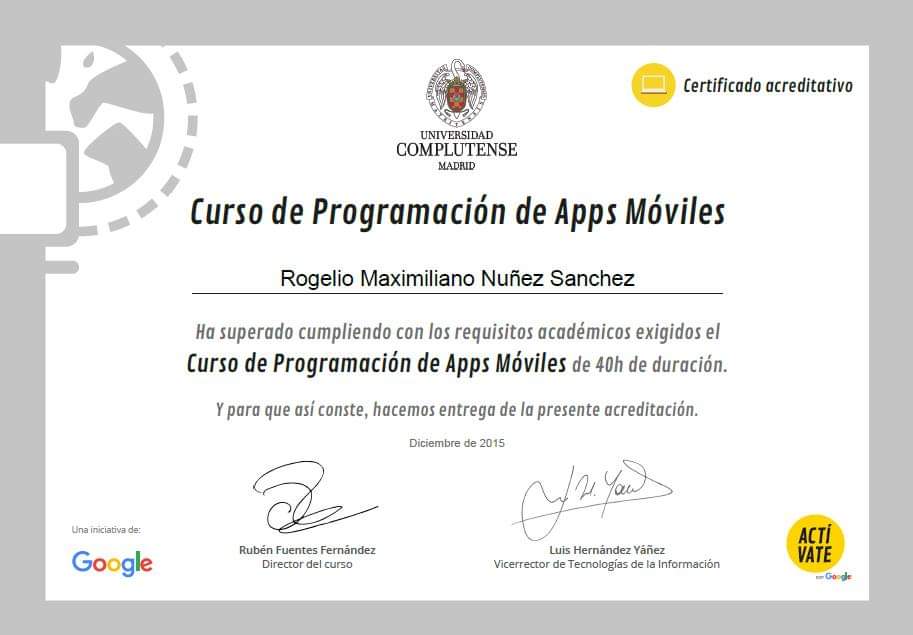 Certificado acreditativo
UNIVERSIDAD
COMPLUTENSE
MADRID
Curso de Programación de Apps Móviles
Rogelio Maximiliano Nuñez Sanchez
Ha superado cumpliendo con los requisitos académicos exigidos el
Curso de Programación de Apps Móviles de 40h de duración.
Y para que así conste, hacemos entrega de la presente acreditación.
Diciembre de 2015
Rubén Fuentes Fernández
Director del curso
Luis Hernández Yáñez
Vicerrector de Tecnologías de la Información
Una iniciativa de:
Google
ACTÍ
VATE
por Google